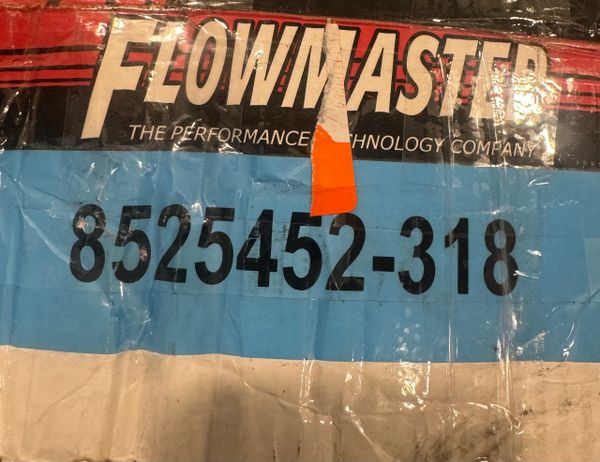 FLOWMASTER
THE PERFORMANCE TECHNOLOGY COMPANY
8525452-318